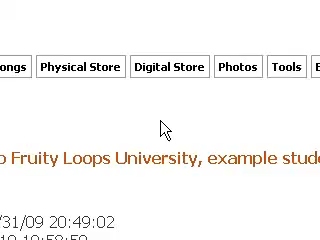 ongs Physical Store Digital Store Photos Tools
o Fruity Loops University, example stude
/31/09 20:49:02